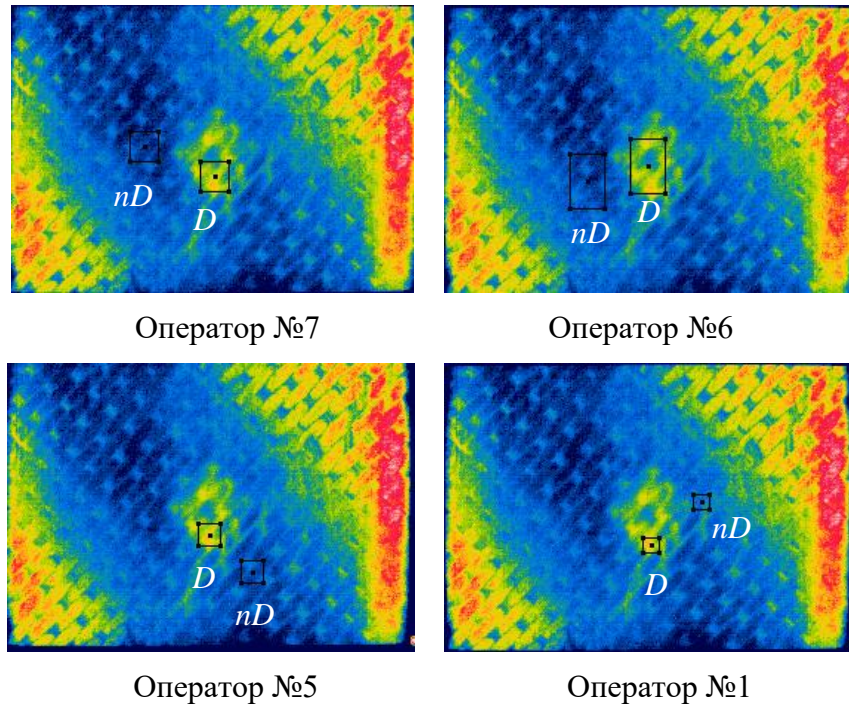 nD
D
nD
D
Оператор №7
Оператор №6
D
nD
nD
D
Оператор №5
Оператор №1